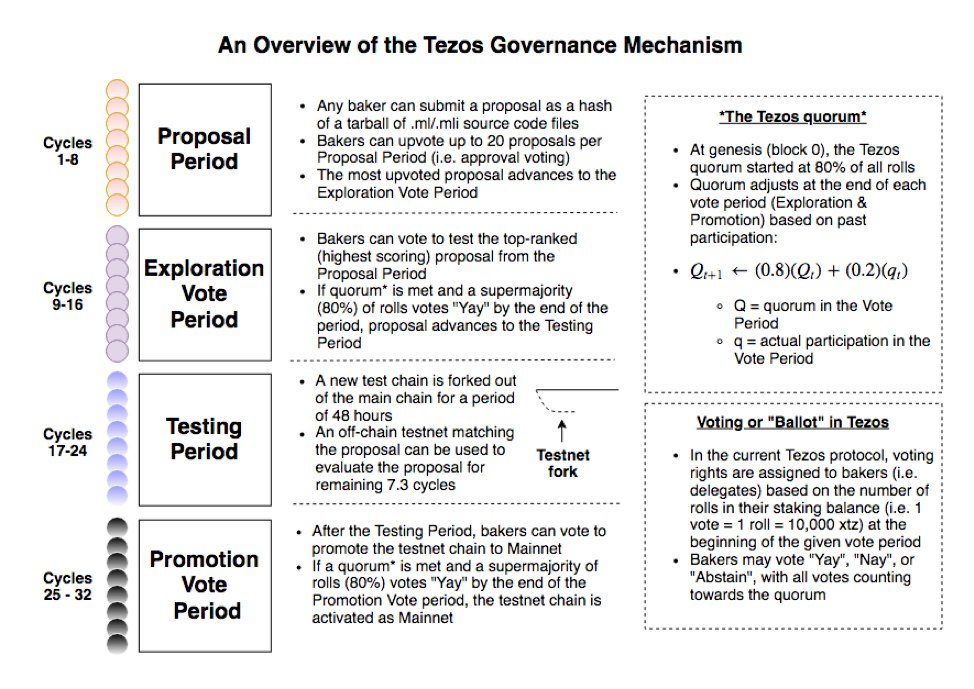 An Overview of the Tezos Governance Mechanism
Cycles
1-8
Proposal
Period
• Any baker can submit a proposal as a hash
of a tarball of .ml/.mli source code files
• Bakers can upvote up to 20 proposals per
Proposal Period (i.e. approval voting)
• The most upvoted proposal advances to the
Exploration Vote Period
Cycles
9-16
Exploration
Vote
Period
• Bakers can vote to test the top-ranked
(highest scoring) proposal from the
Proposal Period
• If quorum* is met and a supermajority
(80%) of rolls votes "Yay" by the end of the
period, proposal advances to the Testing
Period
Cycles
17-24
Testing
Period
• A new test chain is forked out
of the main chain for a period
of 48 hours
• An off-chain testnet matching
the proposal can be used to
evaluate the proposal for
remaining 7.3 cycles
Testnet
fork
Cycles
25 - 32
Promotion
Vote
Period
• After the Testing Period, bakers can vote to
promote the testnet chain to Mainnet
• If a quorum* is met and a supermajority of
rolls (80%) votes "Yay" by the end of the
Promotion Vote period, the testnet chain is
activated as Mainnet
*The Tezos quorum*
• At genesis (block 0), the Tezos
quorum started at 80% of all rolls
• Quorum adjusts at the end of each
vote period (Exploration &
Promotion) based on past
participation:
• Qt+1 ← (0.8)(Qt) + (0.2)(qt)
◦ Q = quorum in the Vote
Period
◦ q = actual participation in the
Vote Period
Voting or "Ballot" in Tezos
• In the current Tezos protocol, voting
rights are assigned to bakers (i.e.
delegates) based on the number of
rolls in their staking balance (i.e. 1
vote = 1 roll = 10,000 xtz) at the
beginning of the given vote period
• Bakers may vote "Yay", "Nay", or
"Abstain", with all votes counting
towards the quorum